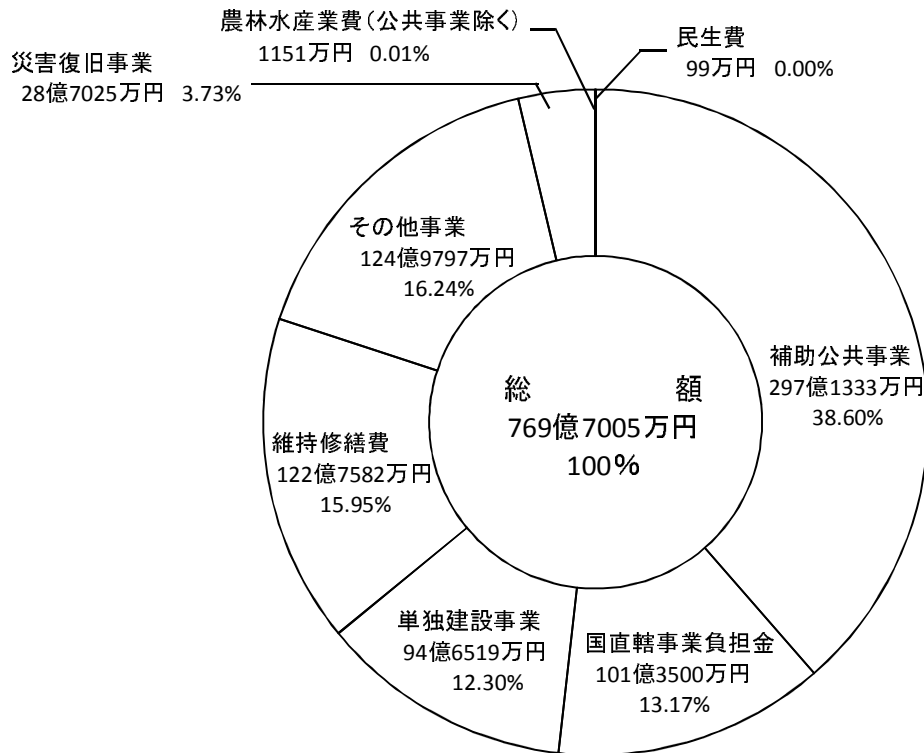 農林水産業費(公共事業除く)
1151万円 0.01%
民生費
99万円 0.00%
災害復旧事業
28億7025万円 3.73%
その他事業
124億9797万円
16.24%
補助公共事業
297億1333万円
38.60%
総 額
769億7005万円
100%
維持修繕費
122億7582万円
15.95%
単独建設事業
94億6519万円
12.30%
国直轄事業負担金
101億3500万円
13.17%